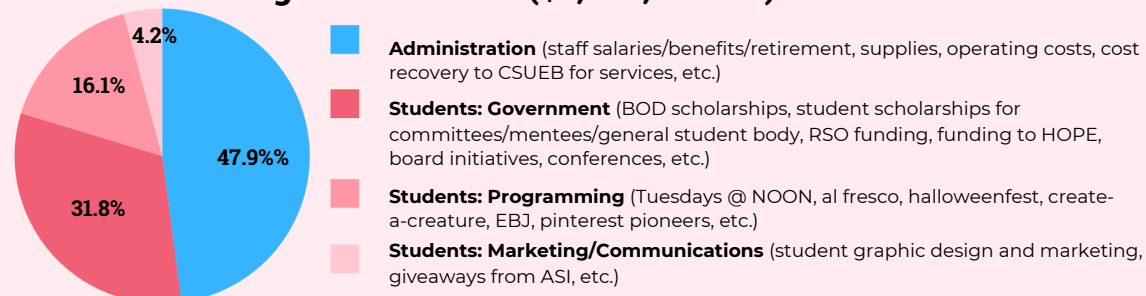 4.2%
16.1%
47.9%%
31.8%
Administration (staff salaries/benefits/retirement, supplies, operating costs, cost
recovery to CSUEB for services, etc.)
Students: Government (BOD scholarships, student scholarships for
committees/mentees/general student body, RSO funding, funding to HOPE,
board initiatives, conferences, etc.)
Students: Programming (Tuesdays @ NOON, al fresco, halloweenfest, create-
a-creature, EBJ, pinterest pioneers, etc.)
Students: Marketing/Communications (student graphic design and marketing,
giveaways from ASI, etc.)